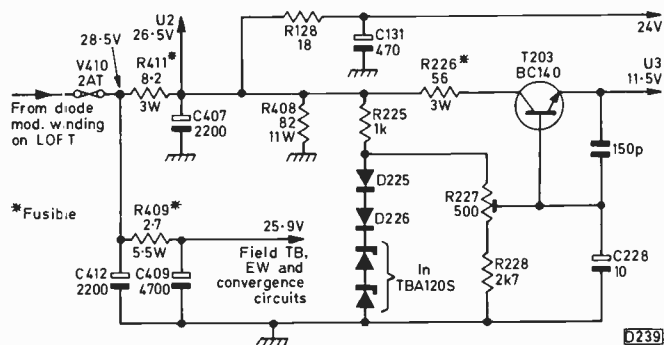 U2
26.5V
28.5V
V410
2AT
R411*
8.2
3W
From diode
mod. winding
on LOFT
C407
2200
R128
18
C131
470
24V
R408
82
11W
R225
1k
R226*
56
3W
T203
BC140
U3
11.5V
150p
*Fusible
R409*
2.7
5.5W
25.9V
Field TB,
EW and
convergence
circuits
C412
2200
C409
4700
D225
D226
In
TBA120S
R227
500
R228
2k7
C228
10
D239